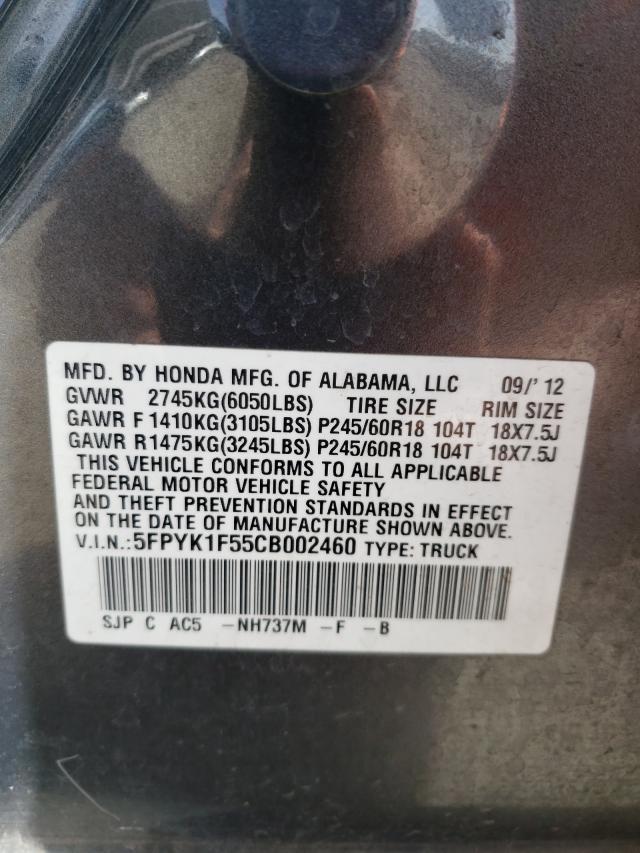 MFD. BY HONDA MFG. OF ALABAMA, LLC 09/'12
GVWR 2745KG(6050LBS) TIRE SIZE RIM SIZE
GAWR F 1410KG(3105LBS) P245/60R18 104T 18X7.5J
GAWR R1475KG(3245LBS) P245/60R18 104T 18X7.5J
THIS VEHICLE CONFORMS TO ALL APPLICABLE
FEDERAL MOTOR VEHICLE SAFETY
AND THEFT PREVENTION STANDARDS IN EFFECT
ON THE DATE OF MANUFACTURE SHOWN ABOVE.
V.I.N.:5FPYK1F55CB002460 TYPE: TRUCK
SJP C AC5 -NH737M -F -B